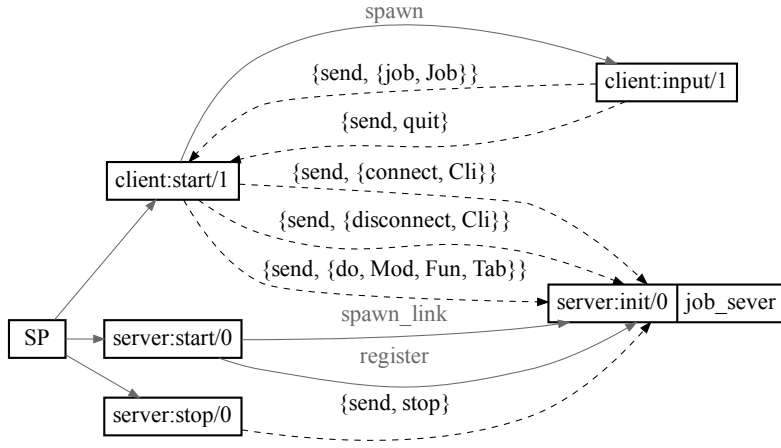 spawn
{send, {job, Job}}
client:input/1
{send, quit}
client:start/1
{send, {connect, Cli}}
{send, {disconnect, Cli}}
{send, {do, Mod, Fun, Tab}}
server:init/0 job_sever
SP
server:start/0
spawn_link
register
server:stop/0
{send, stop}